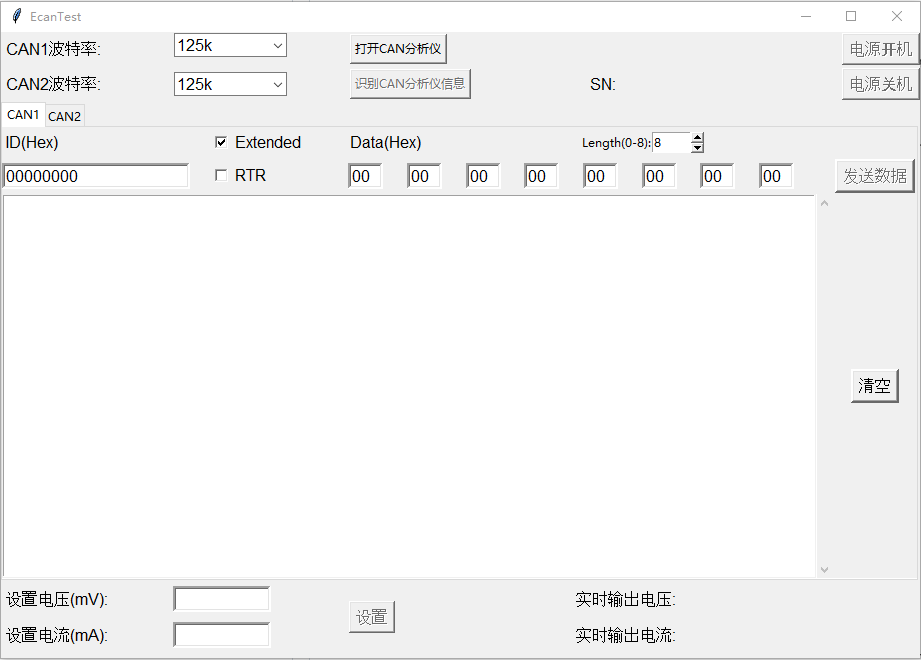 EcanTest
CAN1波特率: 125k 打开CAN分析仪 电源开机
CAN2波特率: 125k 识别CAN分析仪信息 SN: 电源关机
CAN1 CAN2
ID(Hex) Extended Data(Hex) Length(0-8): 8
00000000 RTR 00 00 00 00 00 00 00 00 发送数据
清空
设置电压(mV): 实时输出电压:
设置
设置电流(mA): 实时输出电流: